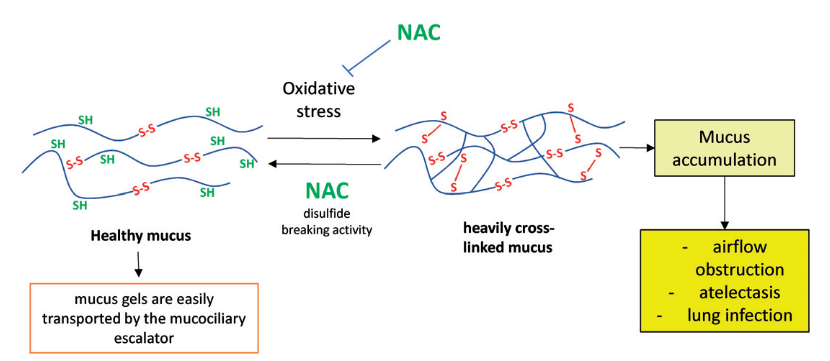 NAC
Oxidative
stress
SH
SH
S-S
SH
SH
S-S
SH
S-S
SH
S-S
SH
SH
NAC
disulfide
breaking activity
Healthy mucus
mucus gels are easily
transported by the mucociliary
escalator
S
S
S-S
S
S
S-S
S
S
S-S
S
S
S-S
heavily cross-
linked mucus
Mucus
accumulation
- airflow
obstruction
- atelectasis
- lung infection